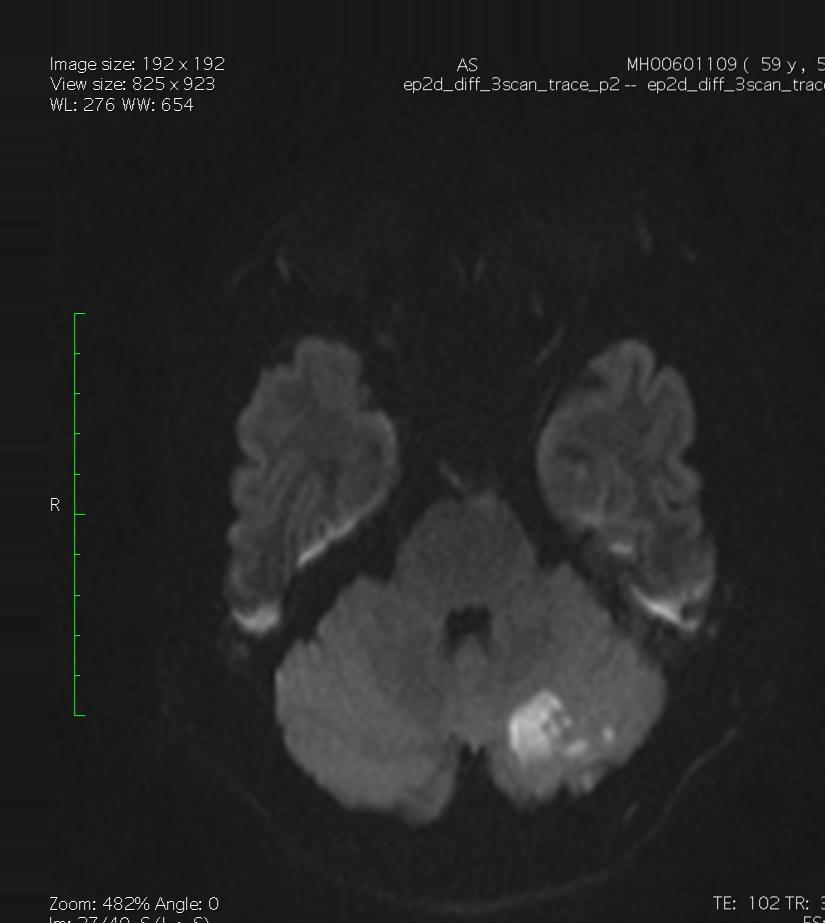 Image size: 192 x 192
View size: 825 x 923
WL: 276 WW: 654
AS
MH00601109 ( 59 y , 5
ep2d_diff_3scan_trace_p2 -- ep2d_diff_3scan_trac
R
Zoom: 482% Angle: 0
TE: 102 TR: